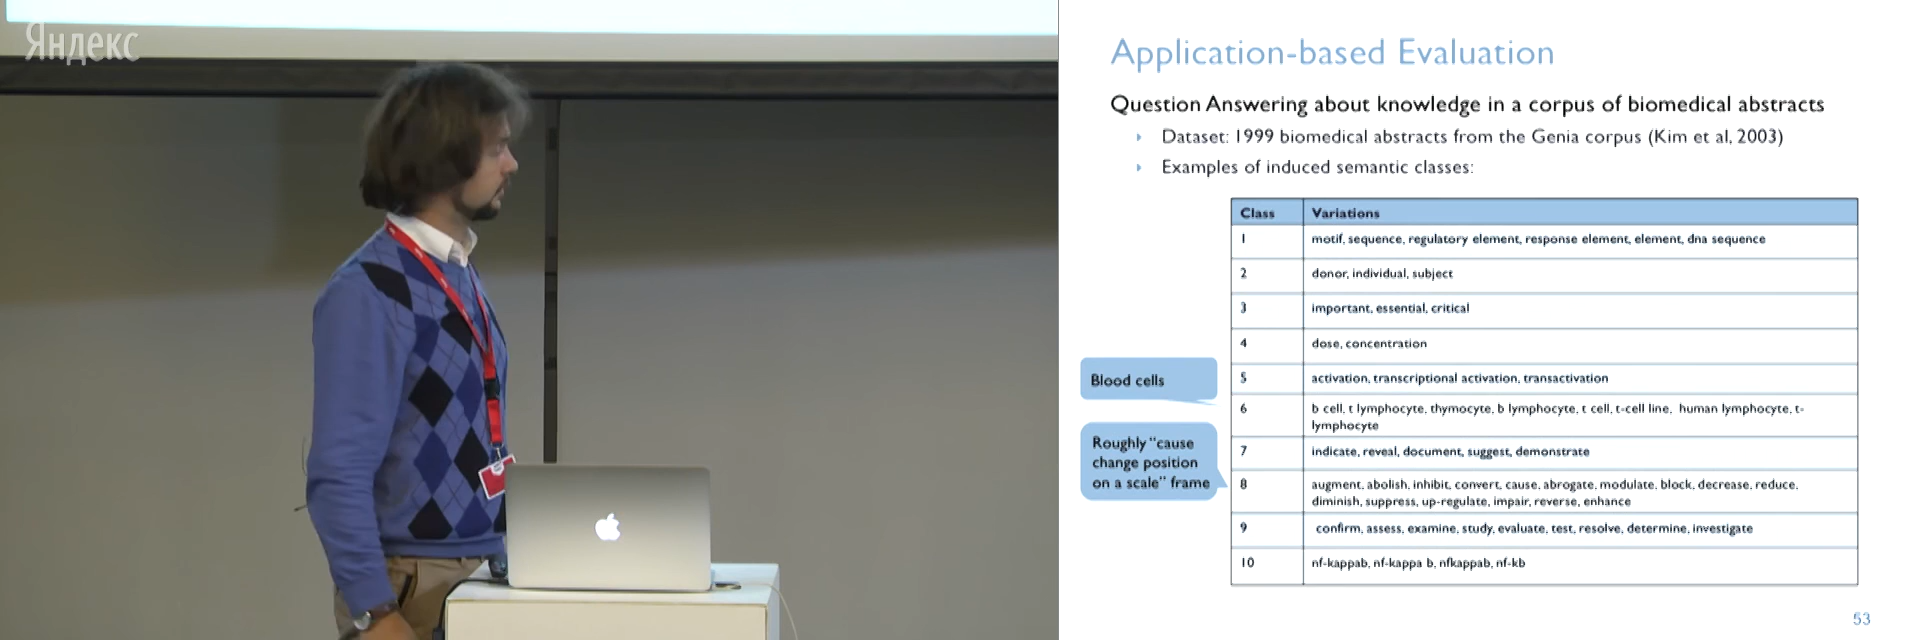 Яндекс
Application-based Evaluation
Question Answering about knowledge in a corpus of biomedical abstracts
Dataset: 1999 biomedical abstracts from the Genia corpus (Kim et al, 2003)
Examples of induced semantic classes:
Class Variations
1 motif, sequence, regulatory element, response element, element, dna sequence
2 donor, individual, subject
3 important, essential, critical
4 dose, concentration
Blood cells
5 activation, transcriptional activation, transactivation
6 b cell, t lymphocyte, thymocyte, b lymphocyte, t cell, t-cell line, human lymphocyte, t-
lymphocyte
Roughly "cause
change position
on a scale" frame
7 indicate, reveal, document, suggest, demonstrate
8 augment, abolish, inhibit, convert, cause, abrogate, modulate, block, decrease, reduce,
diminish, suppress, up-regulate, impair, reverse, enhance
9 confirm, assess, examine, study, evaluate, test, resolve, determine, investigate
10 nf-kappab, nf-kappa b, nfkappab, nf-kb
53